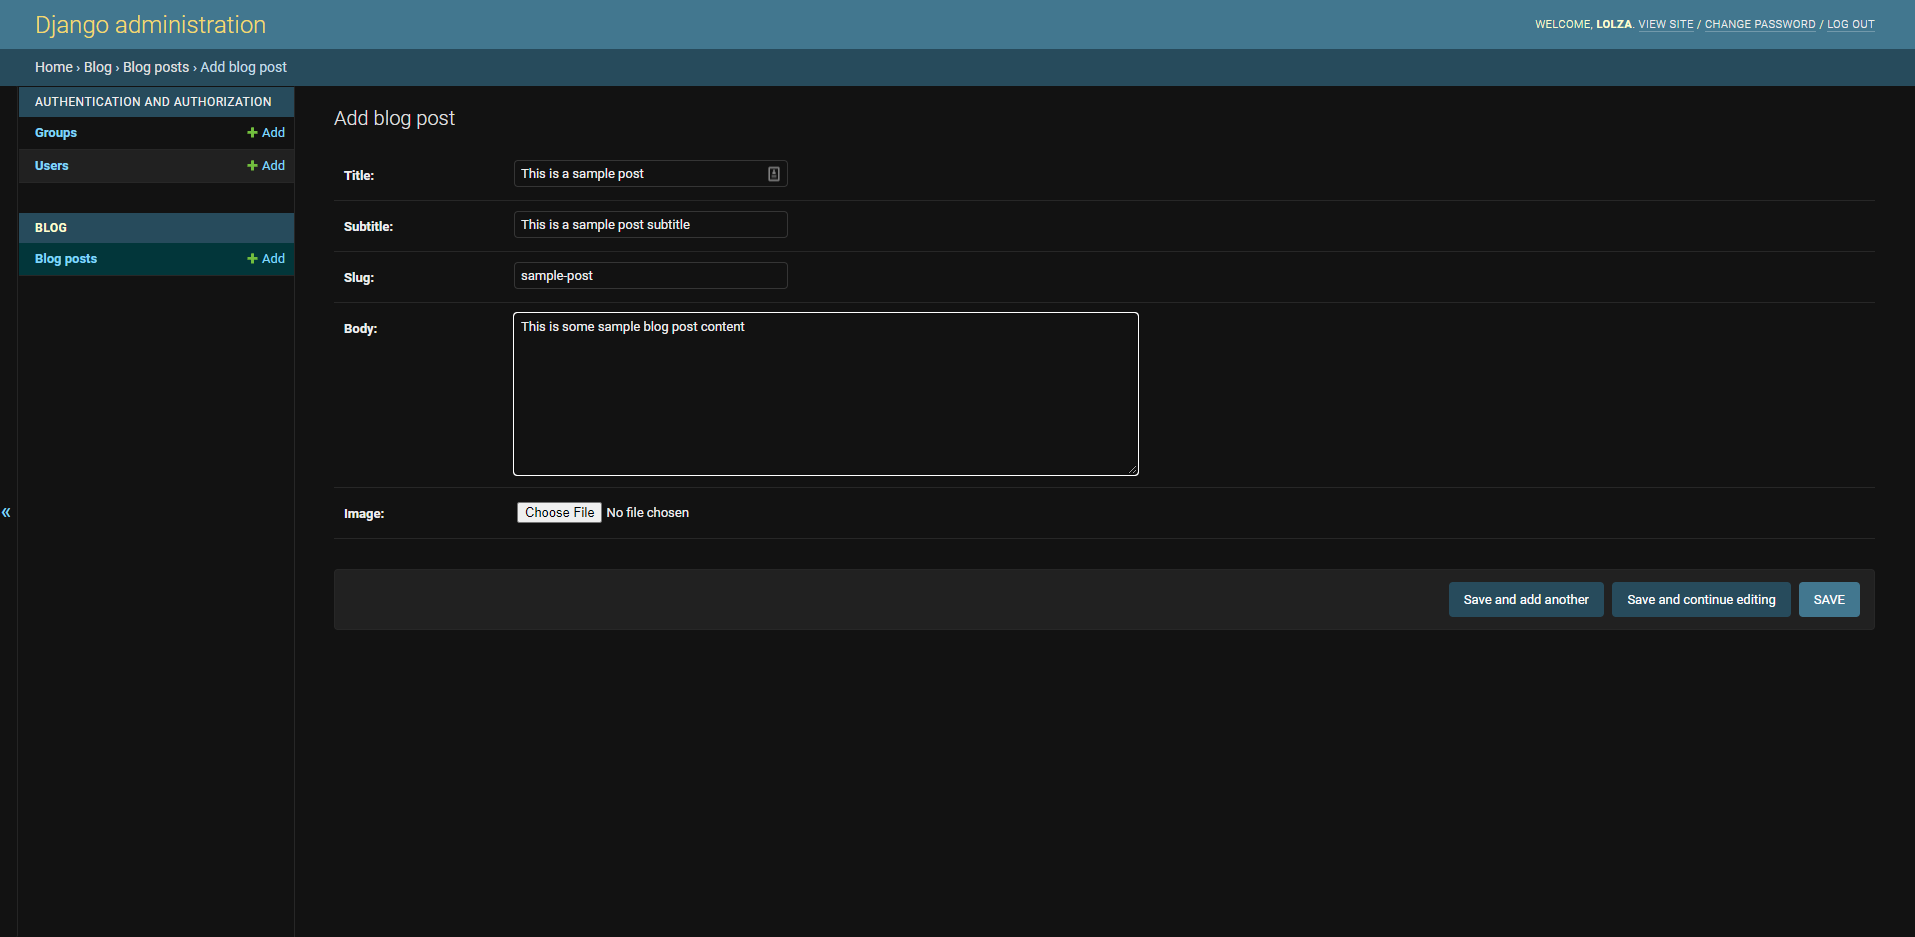 Django administration
WELCOME, LOLZA. VIEW SITE / CHANGE PASSWORD / LOG OUT
Home › Blog › Blog posts › Add blog post
AUTHENTICATION AND AUTHORIZATION
Groups + Add
Users + Add
BLOG
Blog posts + Add
«
Add blog post
Title: This is a sample post
Subtitle: This is a sample post subtitle
Slug: sample-post
Body: This is some sample blog post content
Image: Choose File No file chosen
Save and add another Save and continue editing SAVE